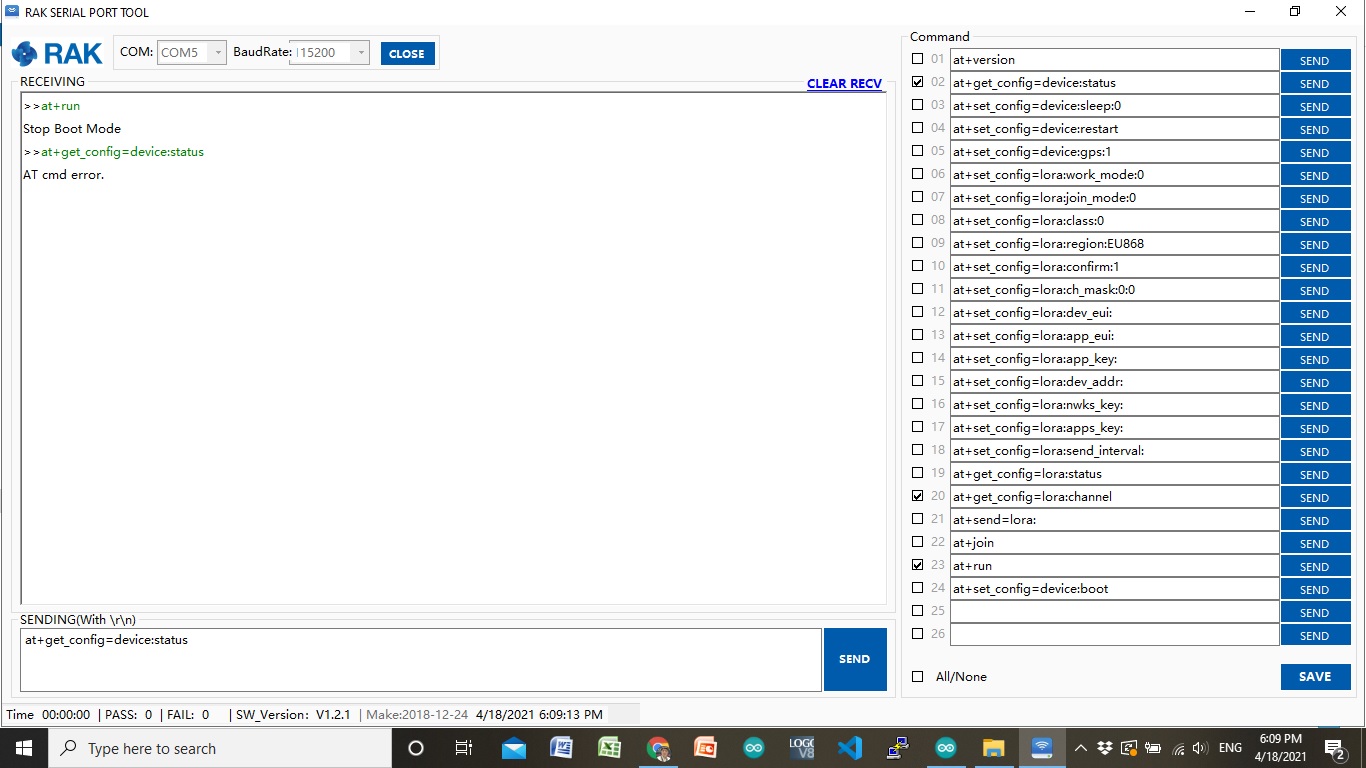 RAK SERIAL PORT TOOL
RAK
COM: COM5 BaudRate: 115200 CLOSE
RECEIVING
CLEAR RECV
>>at+run
Stop Boot Mode
>>at+get_config=device:status
AT cmd error.
SENDING(With \r\n)
at+get_config=device:status
SEND
Time 00:00:00 | PASS: 0 | FAIL: 0 | SW_Version: V1.2.1 | Make:2018-12-24 4/18/2021 6:09:13 PM
Command
01 at+version SEND
02 at+get_config=device:status SEND
03 at+set_config=device:sleep:0 SEND
04 at+set_config=device:restart SEND
05 at+set_config=device:gps:1 SEND
06 at+set_config=lora:work_mode:0 SEND
07 at+set_config=lora:join_mode:0 SEND
08 at+set_config=lora:class:0 SEND
09 at+set_config=lora:region:EU868 SEND
10 at+set_config=lora:confirm:1 SEND
11 at+set_config=lora:ch_mask:0:0 SEND
12 at+set_config=lora:dev_eui: SEND
13 at+set_config=lora:app_eui: SEND
14 at+set_config=lora:app_key: SEND
15 at+set_config=lora:dev_addr: SEND
16 at+set_config=lora:nwks_key: SEND
17 at+set_config=lora:apps_key: SEND
18 at+set_config=lora:send_interval: SEND
19 at+get_config=lora:status SEND
20 at+get_config=lora:channel SEND
21 at+send=lora: SEND
22 at+join SEND
23 at+run SEND
24 at+set_config=device:boot SEND
25 SEND
26 SEND
All/None SAVE
Type here to search
LOGO V8
ENG
6:09 PM
4/18/2021
2